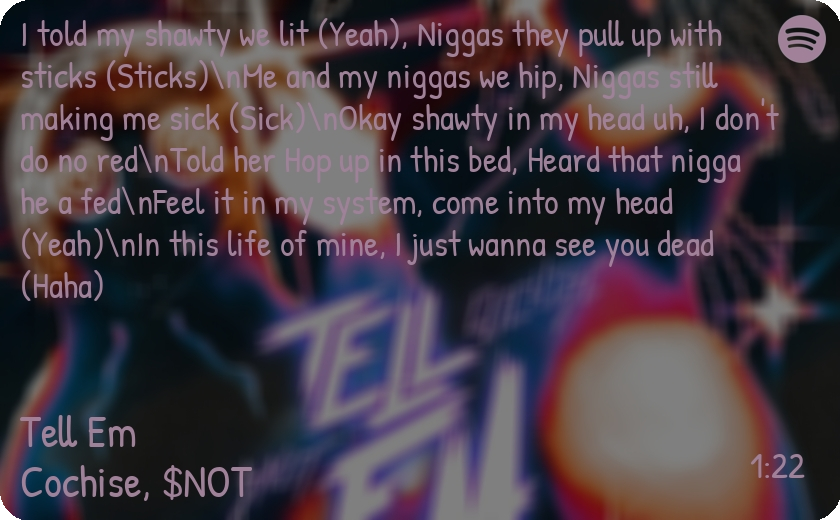 I told my shawty we lit (Yeah), Niggas they pull up with
sticks (Sticks)\nMe and my niggas we hip, Niggas still
making me sick (Sick)\nOkay shawty in my head uh, I don't
do no red\nTold her Hop up in this bed, Heard that nigga
he a fed\nFeel it in my system, come into my head
(Yeah)\nIn this life of mine, I just wanna see you dead
(Haha)
TELL
EM
Tell Em
Cochise, $NOT
1:22